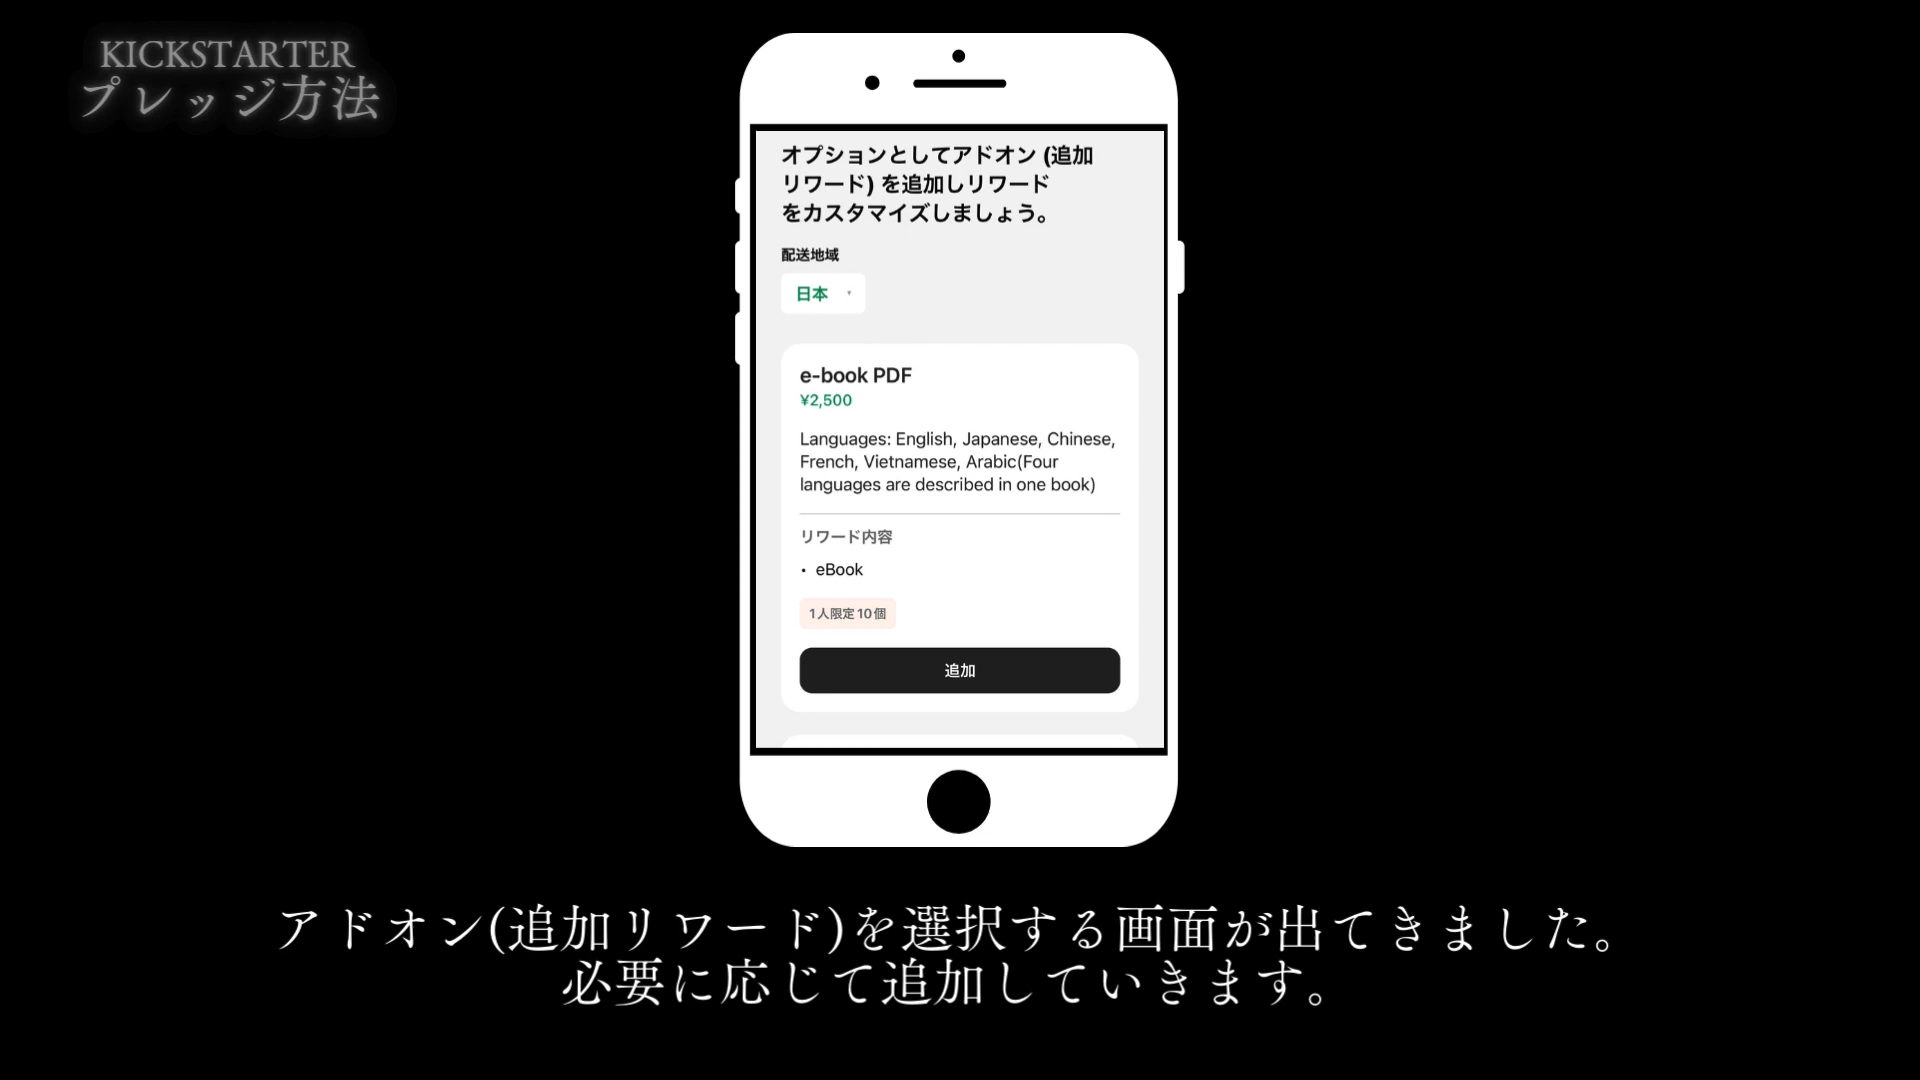 KICKSTARTER
プレッジ方法
オプションとしてアドオン (追加
リワード) を追加しリワード
をカスタマイズしましょう。
配送地域
日本
e-book PDF
¥2,500
Languages: English, Japanese, Chinese,
French, Vietnamese, Arabic(Four
languages are described in one book)
リワード内容
• eBook
1人限定10個
追加
アドオン(追加リワード)を選択する画面が出てきました。
必要に応じて追加していきます。